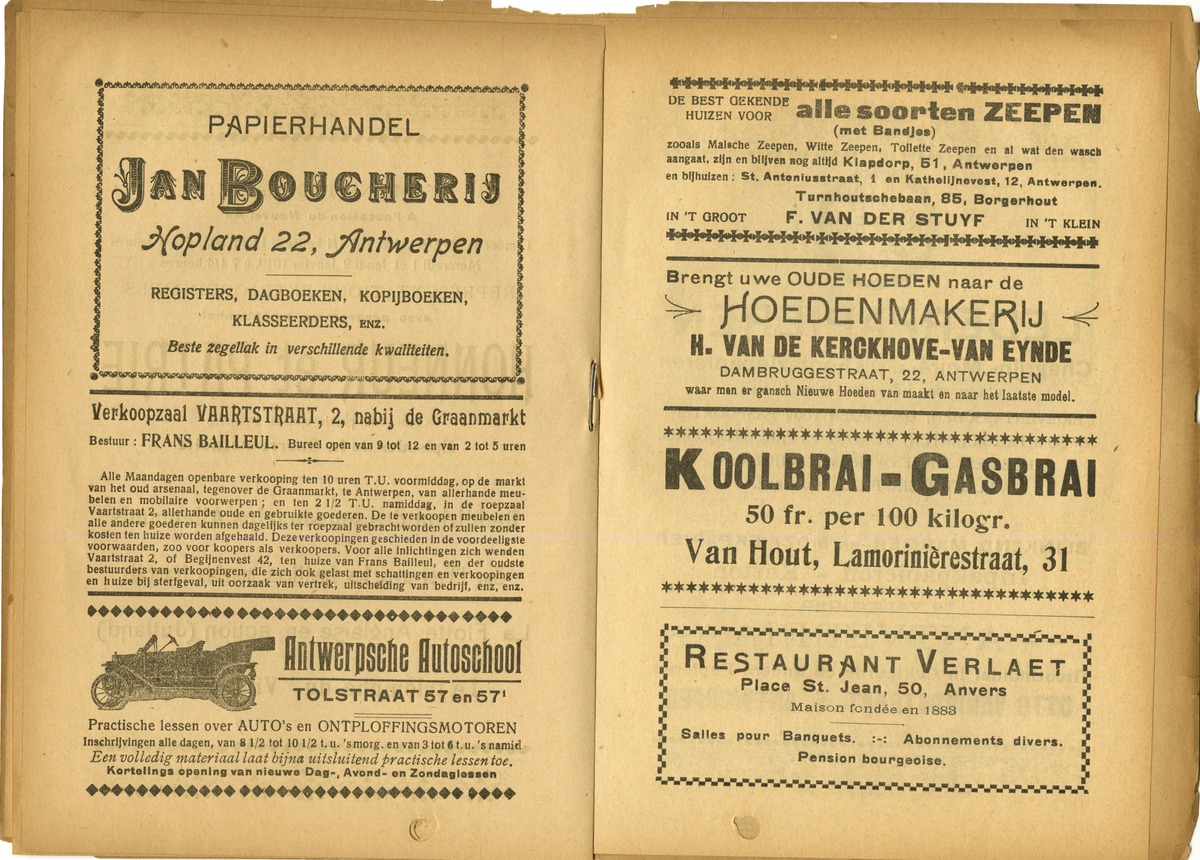 PAPIERHANDEL
JAN BOUCHERIJ
Hopland 22, Antwerpen
REGISTERS, DAGBOEKEN, KOPIJBOEKEN,
KLASSEERDERS, ENZ.
Beste zegellak in verschillende kwaliteiten.
Verkoopzaal VAARTSTRAAT, 2, nabij de Graanmarkt
Bestuur : FRANS BAILLEUL. Bureel open van 9 tot 12 en van 2 tot 5 uren
Alle Maandagen openbare verkooping ten 10 uren T.U. voormiddag, op de markt
van het oud arsenaal, tegenover de Graanmarkt, te Antwerpen, van allerhande meu-
belen en mobilaire voorwerpen ; en ten 2 1/2 T.U. namiddag, in de roepzaal
Vaartstraat 2, allerhande oude en gebruikte goederen. De te verkoopen meubelen en
alle andere goederen kunnen dagelijks ter roepzaal gebracht worden of zullen zonder
kosten ten huize worden afgehaald. Deze verkoopingen geschieden in de voordeeligste
voorwaarden, zoo voor koopers als verkoopers. Voor alle inlichtingen zich wenden
Vaartstraat 2, of Begijnenvest 42, ten huize van Frans Bailleul, een der oudste
bestuurders van verkoopingen, die zich ook gelast met schattingen en verkoopingen
en huize bij sterfgeval, uit oorzaak van vertrek, uitscheiding van bedrijf, enz, enz.
Antwerpsche Autoschool
TOLSTRAAT 57 en 57¹
Practische lessen over AUTO's en ONTPLOFFINGSMOTOREN
Inschrijvingen alle dagen, van 8 1/2 tot 10 1/2 t. u. 's morg. en van 3 tot 6 t. u. 's namid
Een volledig materiaal laat bijna uitsluitend practische lessen toe.
Kortelings opening van nieuwe Dag-, Avond- en Zondaglessen
DE BEST GEKENDE
HUIZEN VOOR alle soorten ZEEPEN
(met Bandjes)
zooals Malsche Zeepen, Witte Zeepen, Toilette Zeepen en al wat den wasch
aangaat, zijn en blijven nog altijd Klapdorp, 51, Antwerpen
en bijhuizen : St. Antoniusstraat, 1 en Kathelijnevest, 12, Antwerpen.
Turnhoutschebaan, 85, Borgerhout
IN 'T GROOT F. VAN DER STUYF IN 'T KLEIN
Brengt uwe OUDE HOEDEN naar de
HOEDENMAKERIJ
H. VAN DE KERCKHOVE-VAN EYNDE
DAMBRUGGESTRAAT, 22, ANTWERPEN
waar men er gansch Nieuwe Hoeden van maakt en naar het laatste model.
KOOLBRAI - GASBRAI
50 fr. per 100 kilogr.
Van Hout, Lamorinièrestraat, 31
RESTAURANT VERLAET
Place St. Jean, 50, Anvers
Maison fondée en 1883
Salles pour Banquets. :-: Abonnements divers.
Pension bourgeoise.